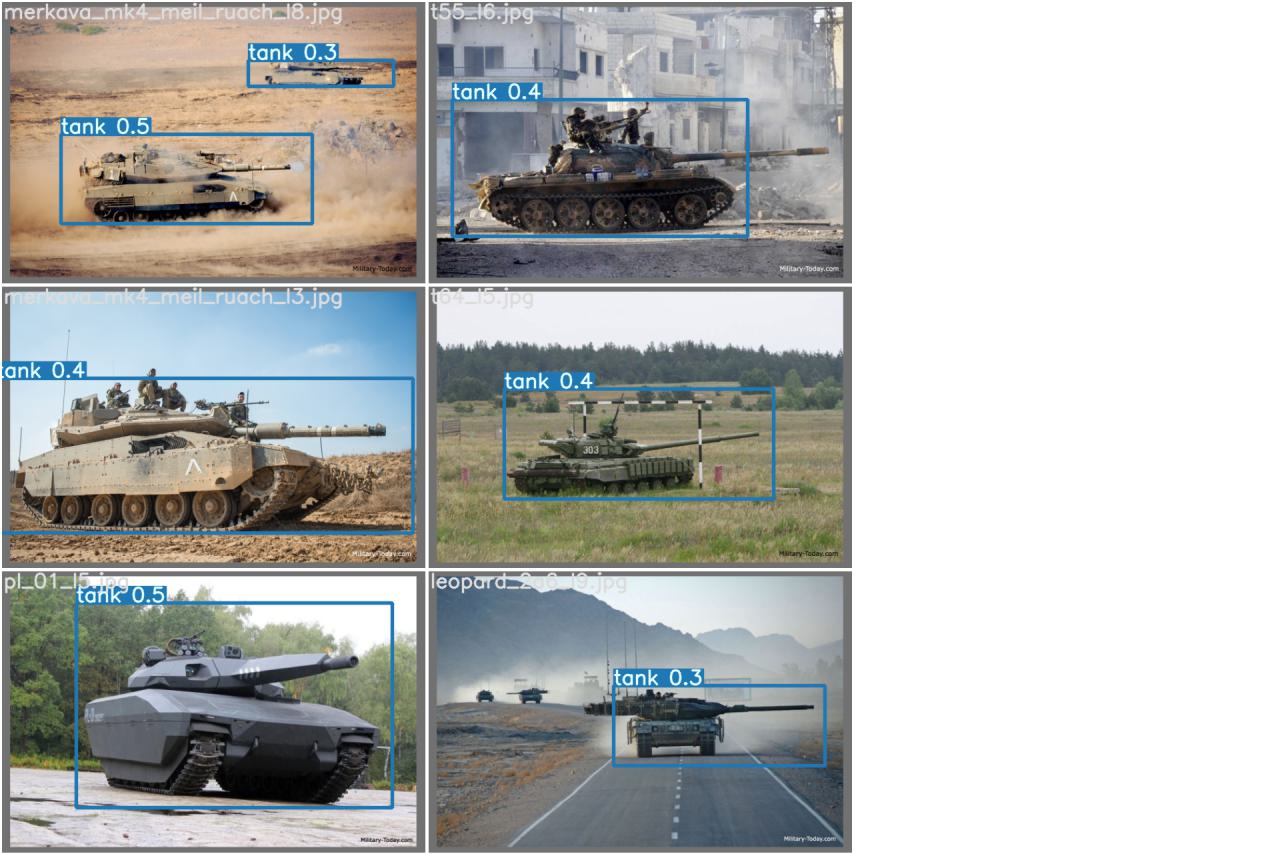 merkava_mk4_meil_ruach_l8.jpg
tank 0.3
tank 0.5
Military-Today.com
t55_l6.jpg
tank 0.4
Military-Today.com
merkava_mk4_meil_ruach_l3.jpg
tank 0.4
Military-Today.com
t64_l5.jpg
tank 0.4
303
Military-Today.com
pl_01_l5.jpg
tank 0.5
Military-Today.com
leopard_2a6_l9.jpg
tank 0.3
Military-Today.com